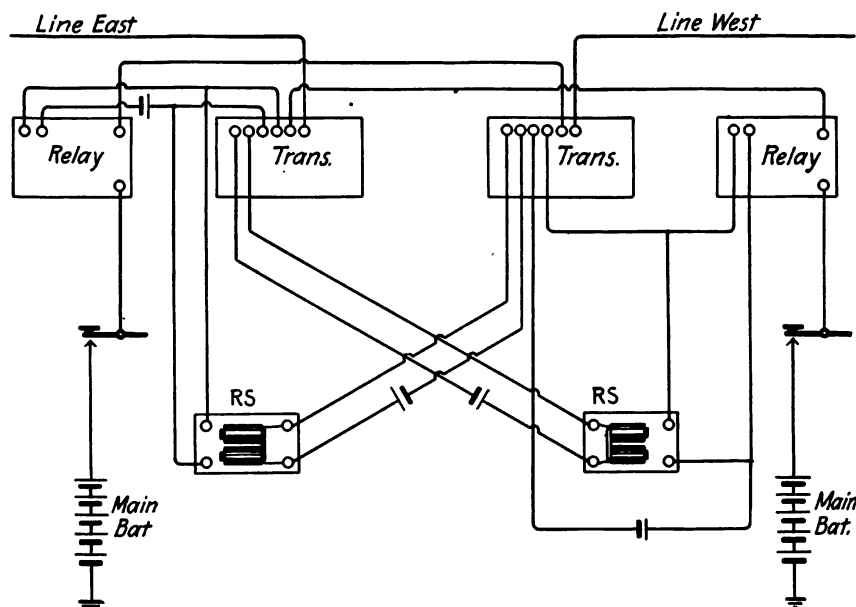 Line East
Line West
Relay
Trans.
Trans.
Relay
RS
RS
Main
Bat
Main
Bat.